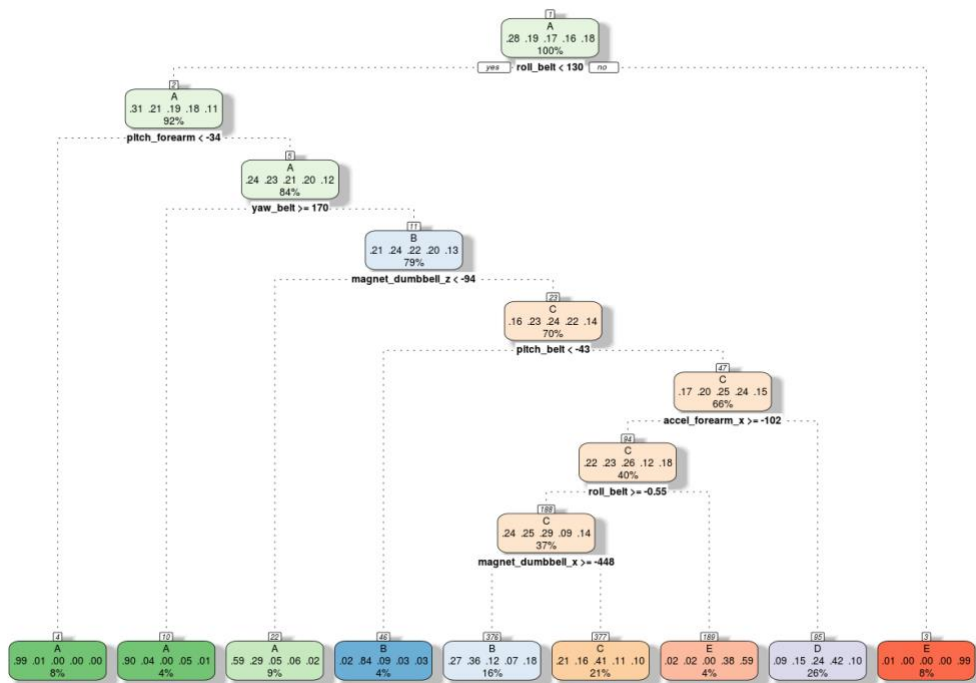 1
A
.28 .19 .17 .16 .18
100%
yes roll_belt < 130 no
2
A
.31 .21 .19 .18 .11
92%
pitch_forearm < -34
5
A
.24 .23 .21 .20 .12
84%
yaw_belt >= 170
11
B
.21 .24 .22 .20 .13
79%
magnet_dumbbell_z < -94
23
C
.16 .23 .24 .22 .14
70%
pitch_belt < -43
47
C
.17 .20 .25 .24 .15
66%
accel_forearm_x >= -102
94
C
.22 .23 .26 .12 .18
40%
roll_belt >= -0.55
188
C
.24 .25 .29 .09 .14
37%
magnet_dumbbell_x >= -448
4 10 22 46 376 377 189 95 3
A A A B B C E D E
.99 .01 .00 .00 .00 .90 .04 .00 .05 .01 .59 .29 .05 .06 .02 .02 .84 .09 .03 .03 .27 .36 .12 .07 .18 .21 .16 .41 .11 .10 .02 .02 .00 .38 .59 .09 .15 .24 .42 .10 .01 .00 .00 .00 .99
8% 4% 9% 4% 16% 21% 4% 26% 8%